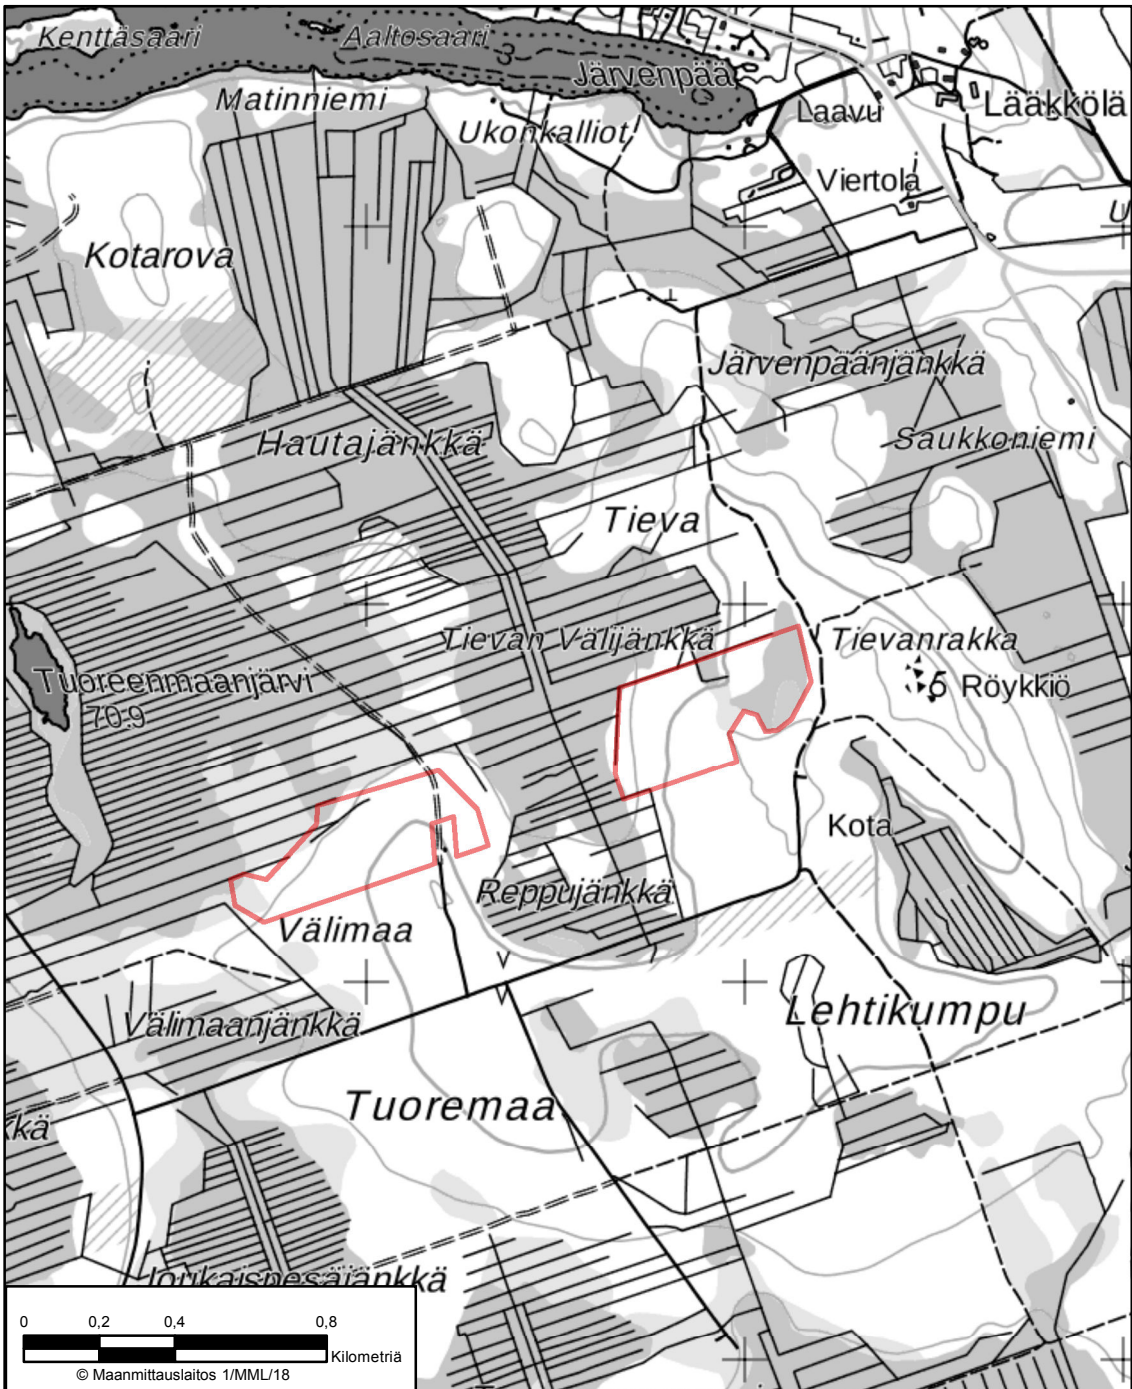 Kenttäsaari
Aaltosaari
3
Järvenpää
Matinniemi
Ukonkalliot
Laavu
Lääkkölä
Viertola
U
Kotarova
Järvenpäänjänkkä
Hautajänkkä
Saukkoniemi
Tieva
Tievan Välijänkkä
Tievanrakka
Tuoreenmaanjärvi
70.9
5 Röykkiö
Kota
Reppujänkkä
Välimaa
Lehtikumpu
Välimaanjänkkä
Tuoremaa
kkä
Jorikaispesäjänkkä
0 0,2 0,4 0,8
Kilometriä
© Maanmittauslaitos 1/MML/18